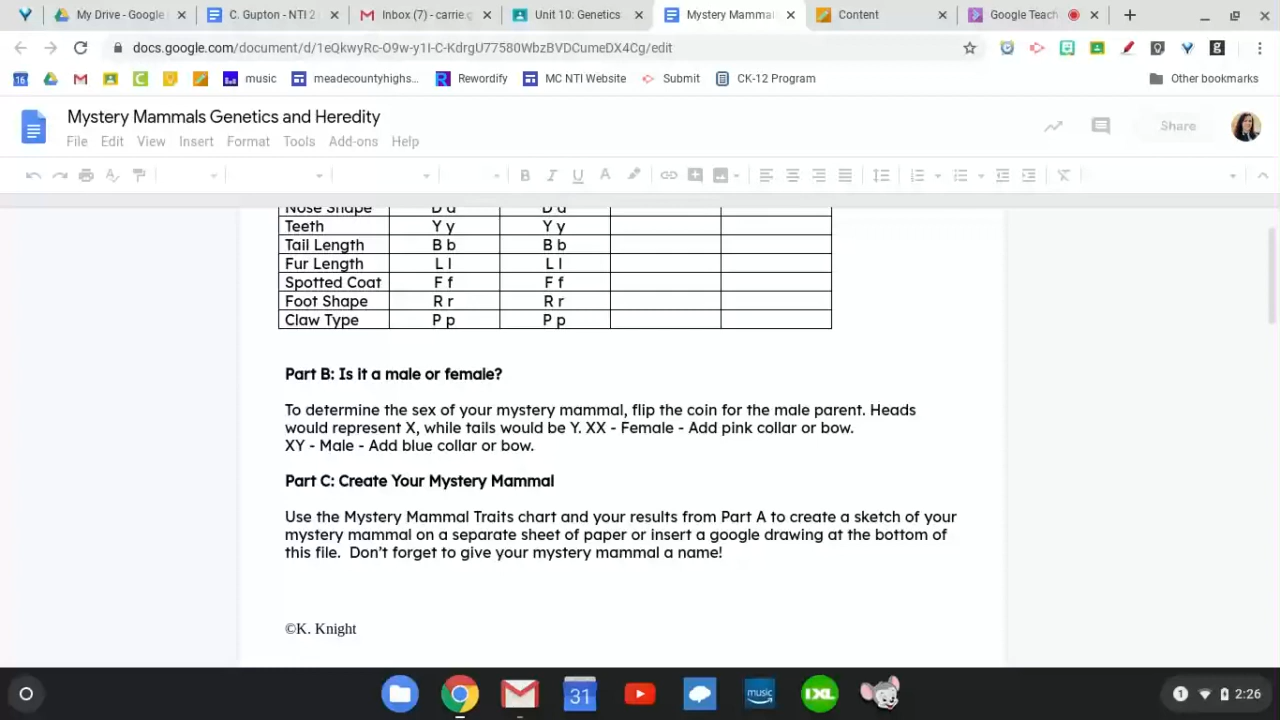 My Drive - Google
C. Gupton - NTI 2
Inbox (7) - carrie.g
Unit 10: Genetics
Mystery Mammal
Content
Google Teach
docs.google.com/document/d/1eQkwyRc-O9w-y1I-C-KdrgU77580WbzBVDCumeDX4Cg/edit
16 music meadecountyhighs... Rewordify MC NTI Website Submit CK-12 Program Other bookmarks
Mystery Mammals Genetics and Heredity
File Edit View Insert Format Tools Add-ons Help
Share
Nose Shape D d D d
Teeth Y y Y y
Tail Length B b B b
Fur Length L l L l
Spotted Coat F f F f
Foot Shape R r R r
Claw Type P p P p
Part B: Is it a male or female?
To determine the sex of your mystery mammal, flip the coin for the male parent. Heads
would represent X, while tails would be Y. XX - Female - Add pink collar or bow.
XY - Male - Add blue collar or bow.
Part C: Create Your Mystery Mammal
Use the Mystery Mammal Traits chart and your results from Part A to create a sketch of your
mystery mammal on a separate sheet of paper or insert a google drawing at the bottom of
this file. Don't forget to give your mystery mammal a name!
©K. Knight
31 music IXL 1 2:26